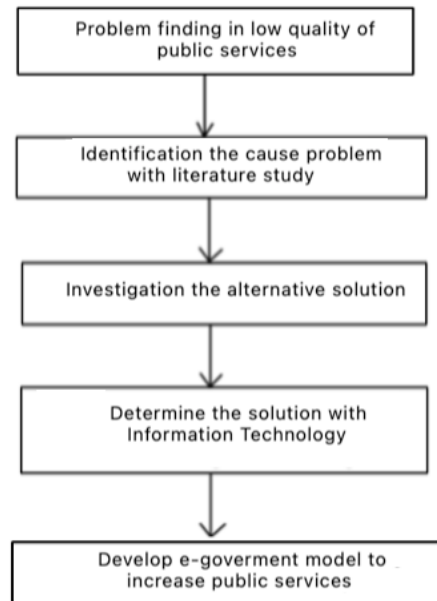 Problem finding in low quality of
public services
Identification the cause problem
with literature study
Investigation the alternative solution
Determine the solution with
Information Technology
Develop e-goverment model to
increase public services